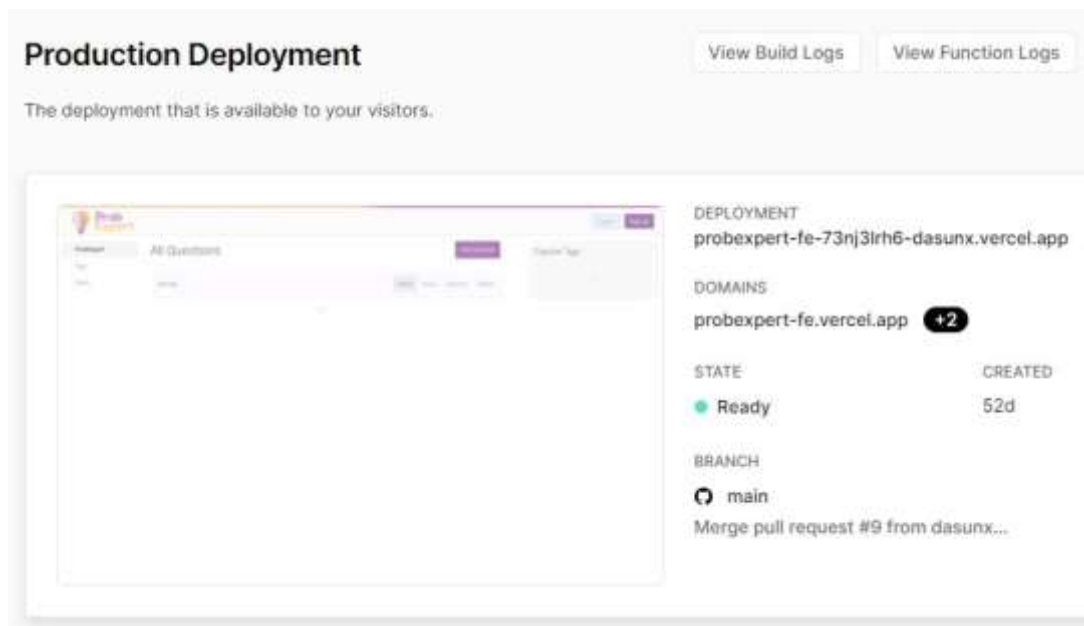 Production Deployment
View Build Logs
View Function Logs
The deployment that is available to your visitors.
Prob
Expert
All Questions
DEPLOYMENT
probexpert-fe-73nj3lrh6-dasunx.vercel.app
DOMAINS
probexpert-fe.vercel.app +2
STATE
CREATED
Ready
52d
BRANCH
main
Merge pull request #9 from dasunx...